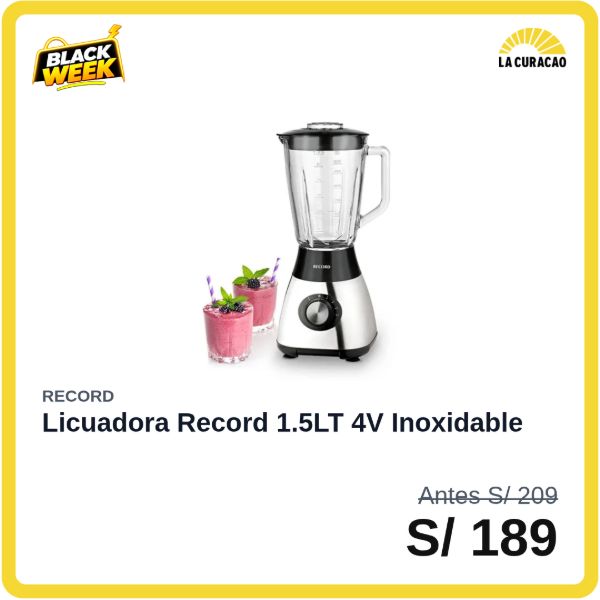 BLACK
WEEK
LA CURACAO
RECORD
RECORD
Licuadora Record 1.5LT 4V Inoxidable
Antes S/ 209
S/ 189